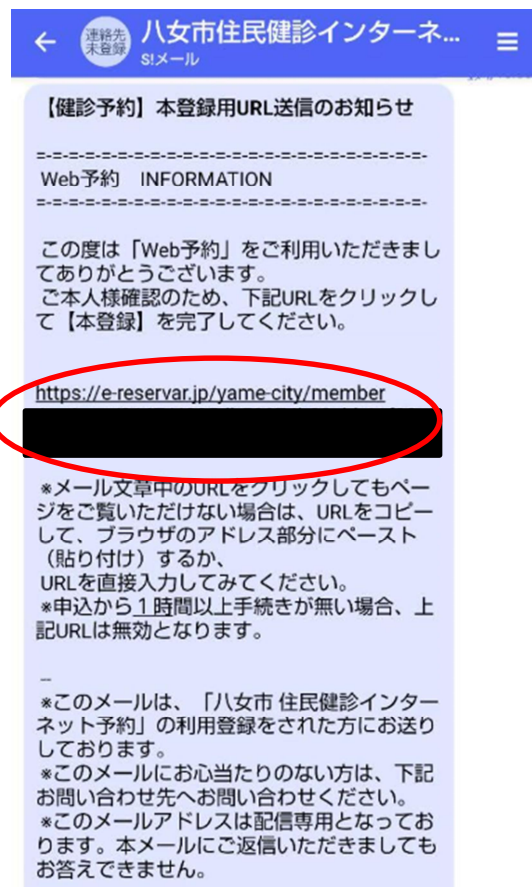 連絡先
未登録
八女市住民健診インターネ...
S!メール
【健診予約】本登録用URL送信のお知らせ
=-=-=-=-=-=-=-=-=-=-=-=-=-=-=-=-=-=-=-=-=-=-
Web予約　INFORMATION
=-=-=-=-=-=-=-=-=-=-=-=-=-=-=-=-=-=-=-=-=-=-
この度は「Web予約」をご利用いただきまし
てありがとうございます。
ご本人様確認のため、下記URLをクリックし
て【本登録】を完了してください。
https://e-reservar.jp/yame-city/member
※メール文章中のURLをクリックしてもペー
ジをご覧いただけない場合は、URLをコピー
して、ブラウザのアドレス部分にペースト
（貼り付け）するか、
URLを直接入力してみてください。
※申込から１時間以上手続きが無い場合、上
記URLは無効となります。
--
※このメールは、「八女市 住民健診インター
ネット予約」の利用登録をされた方にお送り
しております。
※このメールにお心当たりのない方は、下記
お問い合わせ先へお問い合わせください。
※このメールアドレスは配信専用となってお
ります。本メールにご返信いただきましても
お答えできません。